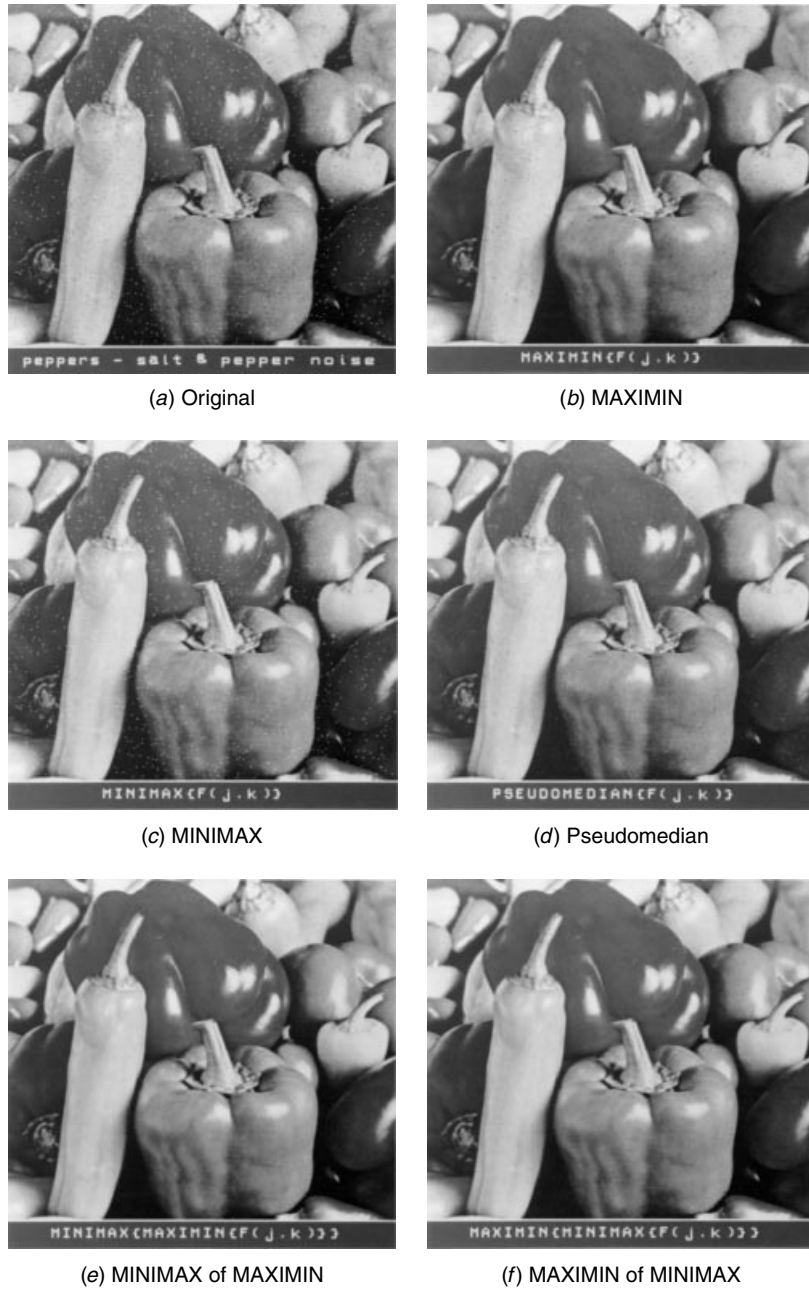 peppers - salt & pepper noise
MAXIMIN{F(j.k)}
(a) Original
(b) MAXIMIN
MINIMAX{F(j.k)}
PSEUDOMEDIAN{F(j.k)}
(c) MINIMAX
(d) Pseudomedian
MINIMAX{MAXIMIN{F(j.k)}}
MAXIMIN{MINIMAX{F(j.k)}}
(e) MINIMAX of MAXIMIN
(f) MAXIMIN of MINIMAX